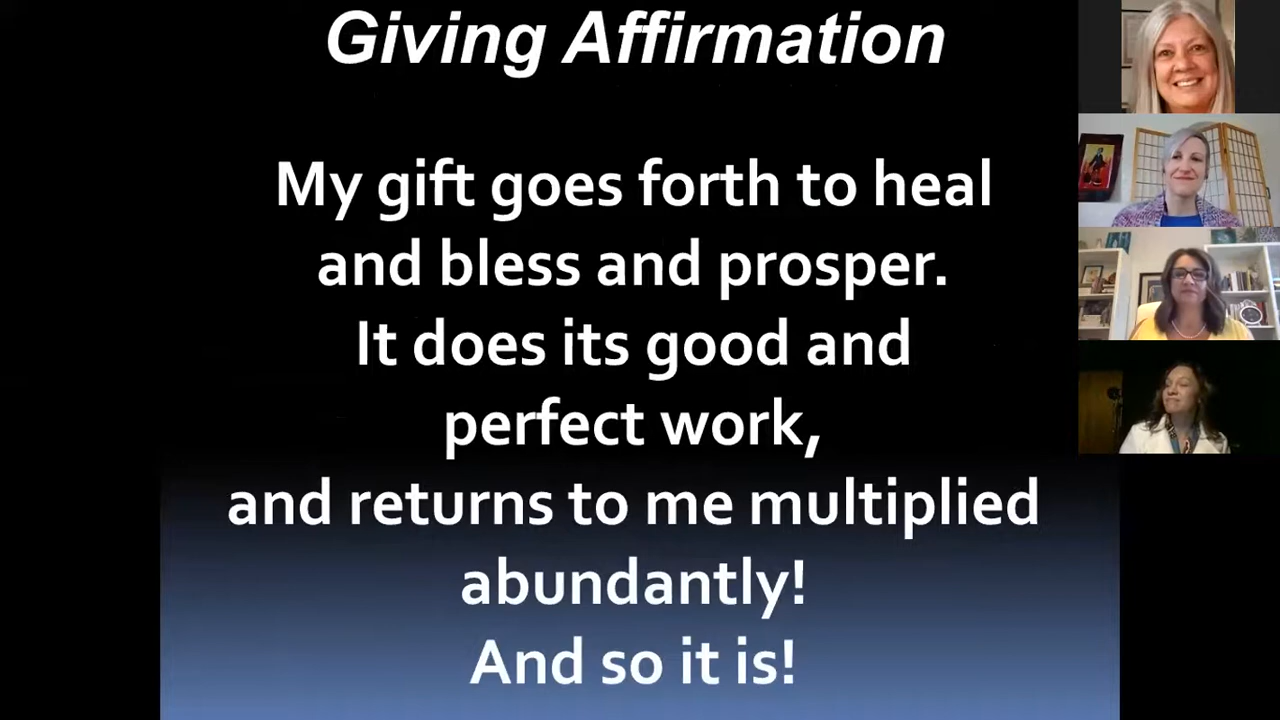 Giving Affirmation
My gift goes forth to heal
and bless and prosper.
It does its good and
perfect work,
and returns to me multiplied
abundantly!
And so it is!